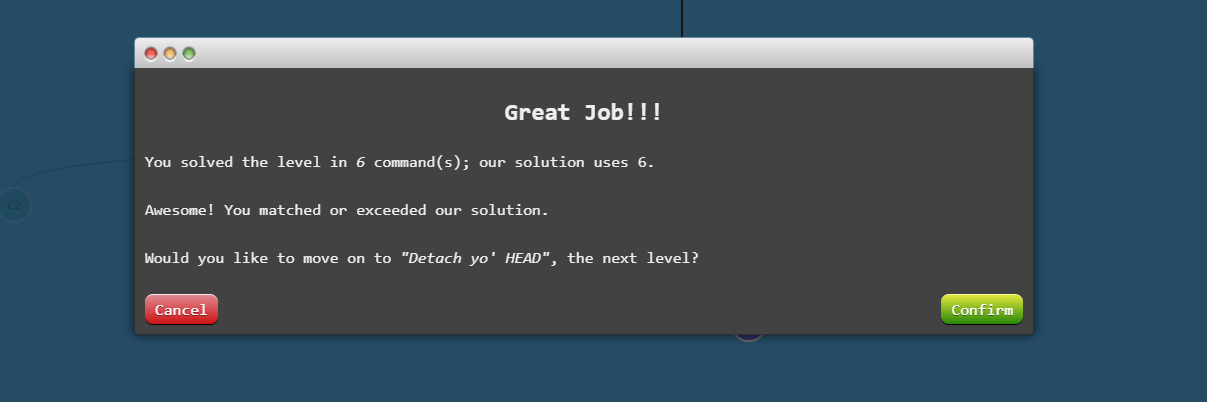 Great Job!!!
You solved the level in 6 command(s); our solution uses 6.
C2
Awesome! You matched or exceeded our solution.
Would you like to move on to "Detach yo' HEAD", the next level?
Cancel
Confirm